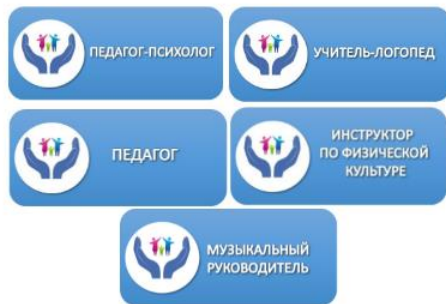 ПЕДАГОГ-ПСИХОЛОГ
УЧИТЕЛЬ-ЛОГОПЕД
ПЕДАГОГ
ИНСТРУКТОР
ПО ФИЗИЧЕСКОЙ
КУЛЬТУРЕ
МУЗЫКАЛЬНЫЙ
РУКОВОДИТЕЛЬ